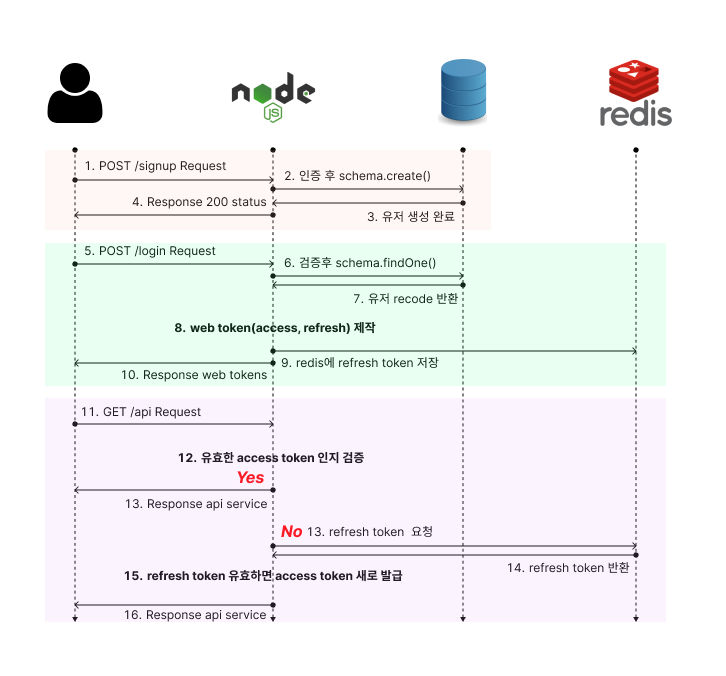 node
JS
redis
1. POST /signup Request
2. 인증 후 schema.create()
4. Response 200 status
3. 유저 생성 완료
5. POST /login Request
6. 검증후 schema.findOne()
7. 유저 recode 반환
8. web token(access, refresh) 제작
9. redis에 refresh token 저장
10. Response web tokens
11. GET /api Request
12. 유효한 access token 인지 검증
Yes
13. Response api service
No 13. refresh token 요청
14. refresh token 반환
15. refresh token 유효하면 access token 새로 발급
16. Response api service